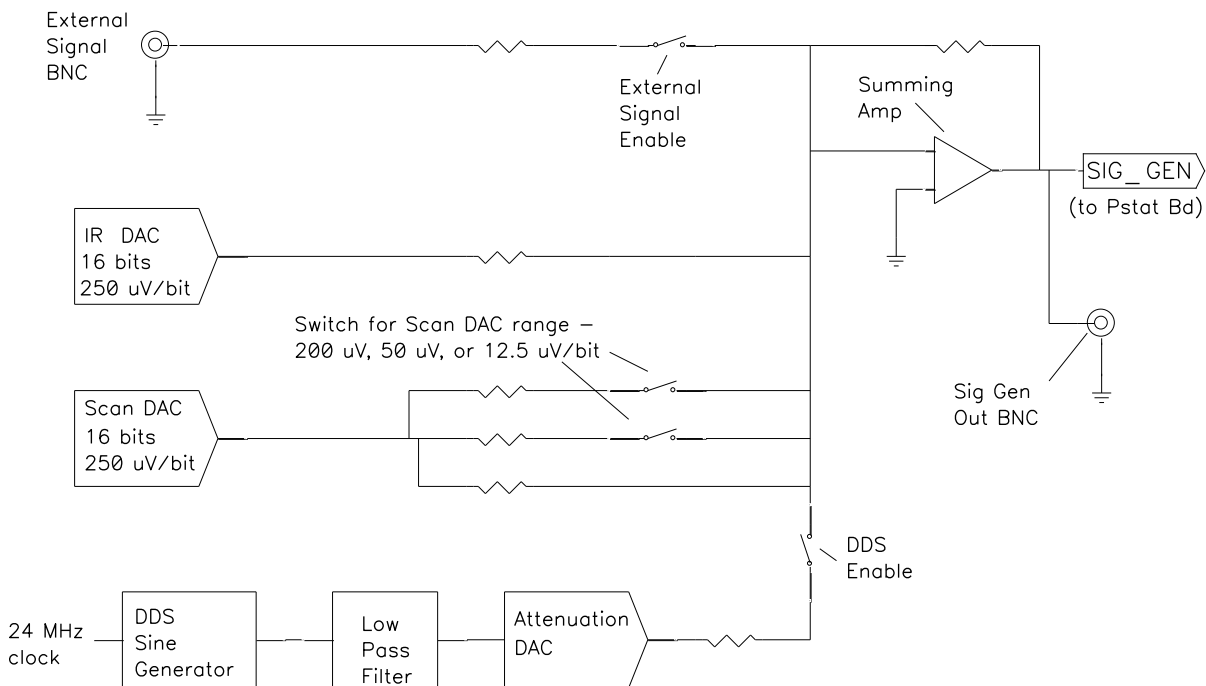 External
Signal
BNC
External
Signal
Enable
Summing
Amp
SIG_GEN
(to Pstat Bd)
IR DAC
16 bits
250 uV/bit
Switch for Scan DAC range -
200 uV, 50 uV, or 12.5 uV/bit
Sig Gen
Out BNC
Scan DAC
16 bits
250 uV/bit
DDS
Enable
24 MHz
clock
DDS
Sine
Generator
Low
Pass
Filter
Attenuation
DAC